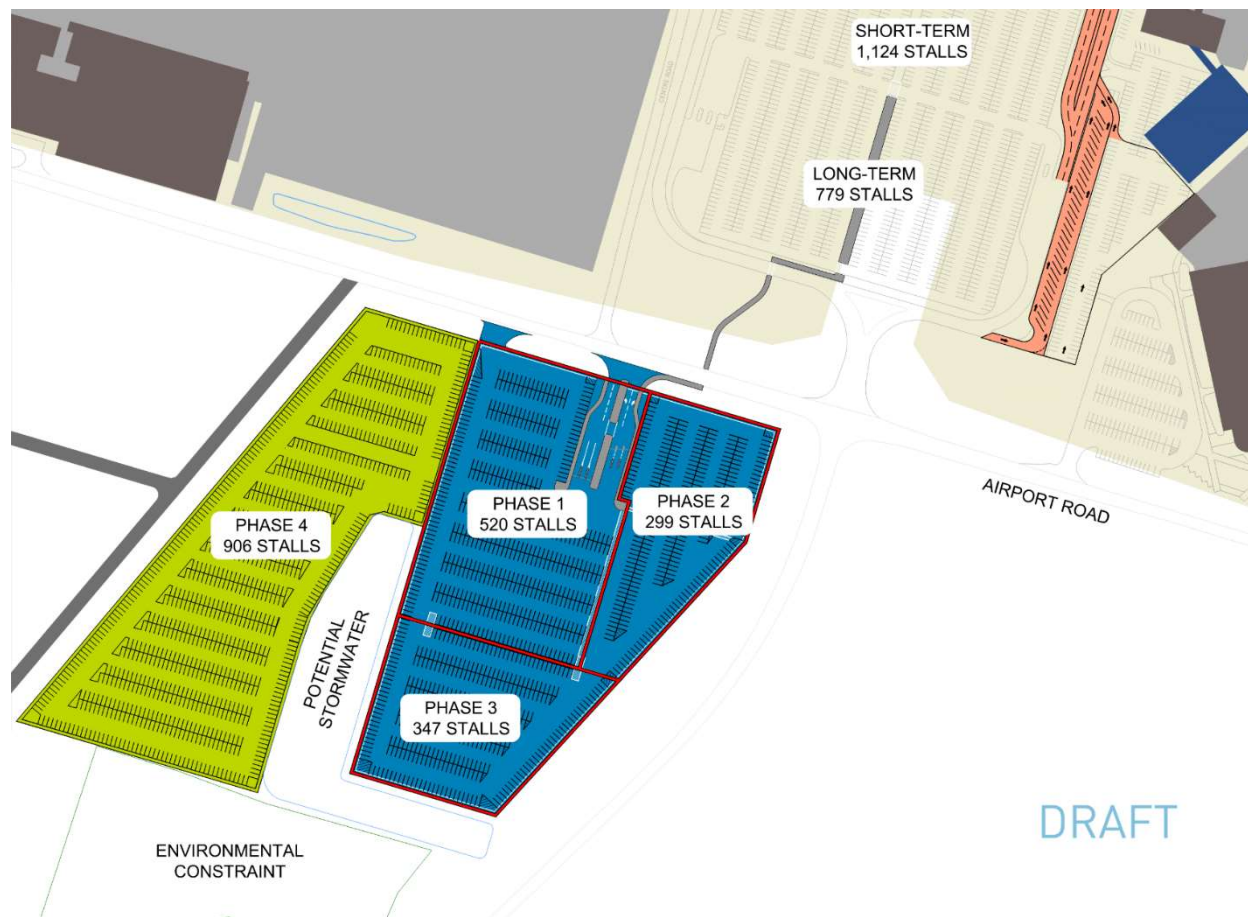 SHORT-TERM
1,124 STALLS
LONG-TERM
779 STALLS
PHASE 1
520 STALLS
PHASE 2
299 STALLS
AIRPORT ROAD
PHASE 4
906 STALLS
POTENTIAL
STORMWATER
PHASE 3
347 STALLS
DRAFT
ENVIRONMENTAL
CONSTRAINT